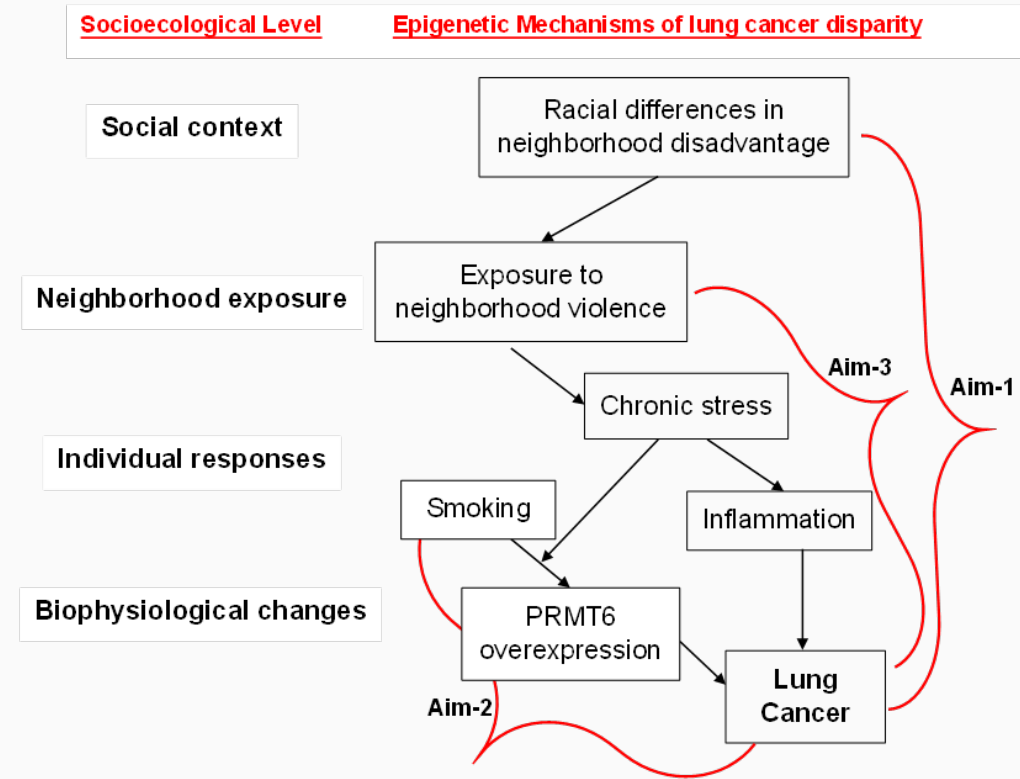 Socioecological Level
Epigenetic Mechanisms of lung cancer disparity
Social context
Racial differences in
neighborhood disadvantage
Neighborhood exposure
Exposure to
neighborhood violence
Aim-3
Aim-1
Chronic stress
Individual responses
Smoking
Inflammation
Biophysiological changes
PRMT6
overexpression
Lung
Cancer
Aim-2